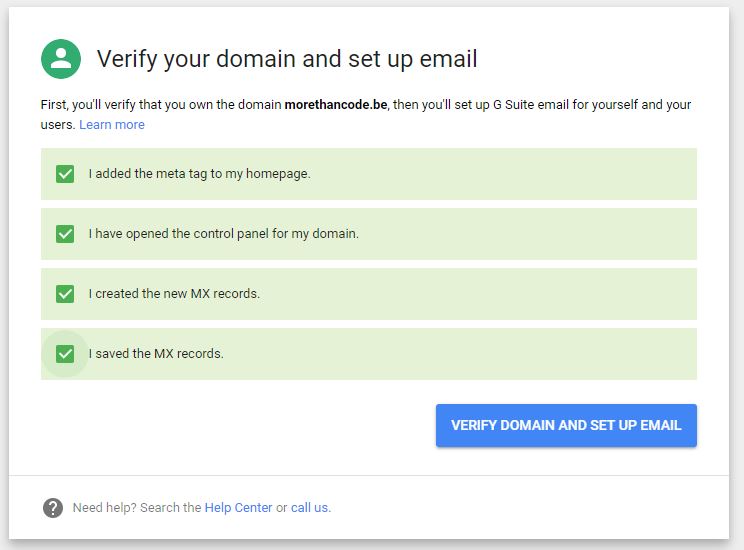 Verify your domain and set up email
First, you'll verify that you own the domain morethancode.be, then you'll set up G Suite email for yourself and your
users. Learn more
I added the meta tag to my homepage.
I have opened the control panel for my domain.
I created the new MX records.
I saved the MX records.
VERIFY DOMAIN AND SET UP EMAIL
Need help? Search the Help Center or call us.